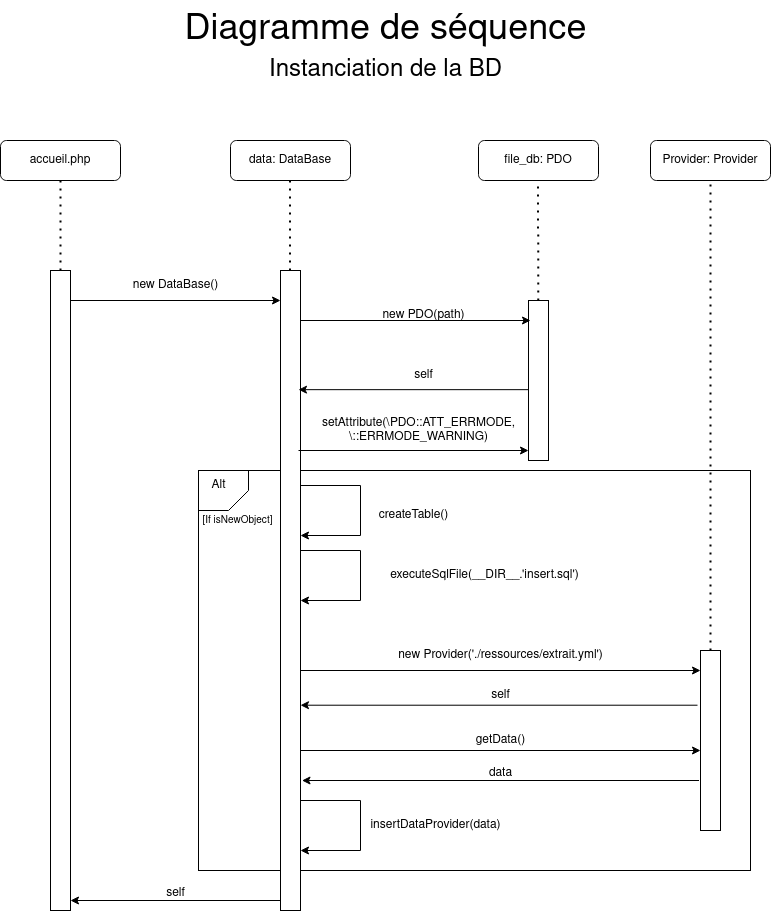 Diagramme de séquence
Instanciation de la BD
accueil.php
data: DataBase
file_db: PDO
Provider: Provider
new DataBase()
new PDO(path)
self
setAttribute(\PDO::ATT_ERRMODE,
\::ERRMODE_WARNING)
Alt
[If isNewObject]
createTable()
executeSqlFile(__DIR__.'insert.sql')
new Provider('./ressources/extrait.yml')
self
getData()
data
insertDataProvider(data)
self